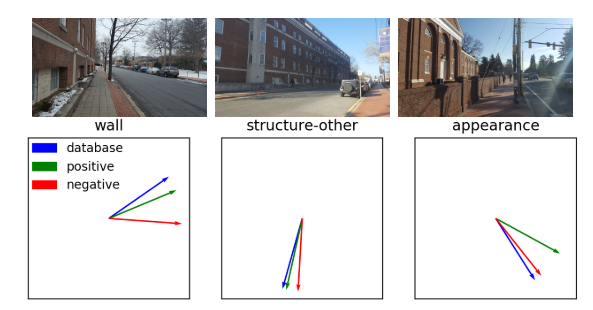 wall
structure-other
appearance
database
positive
negative